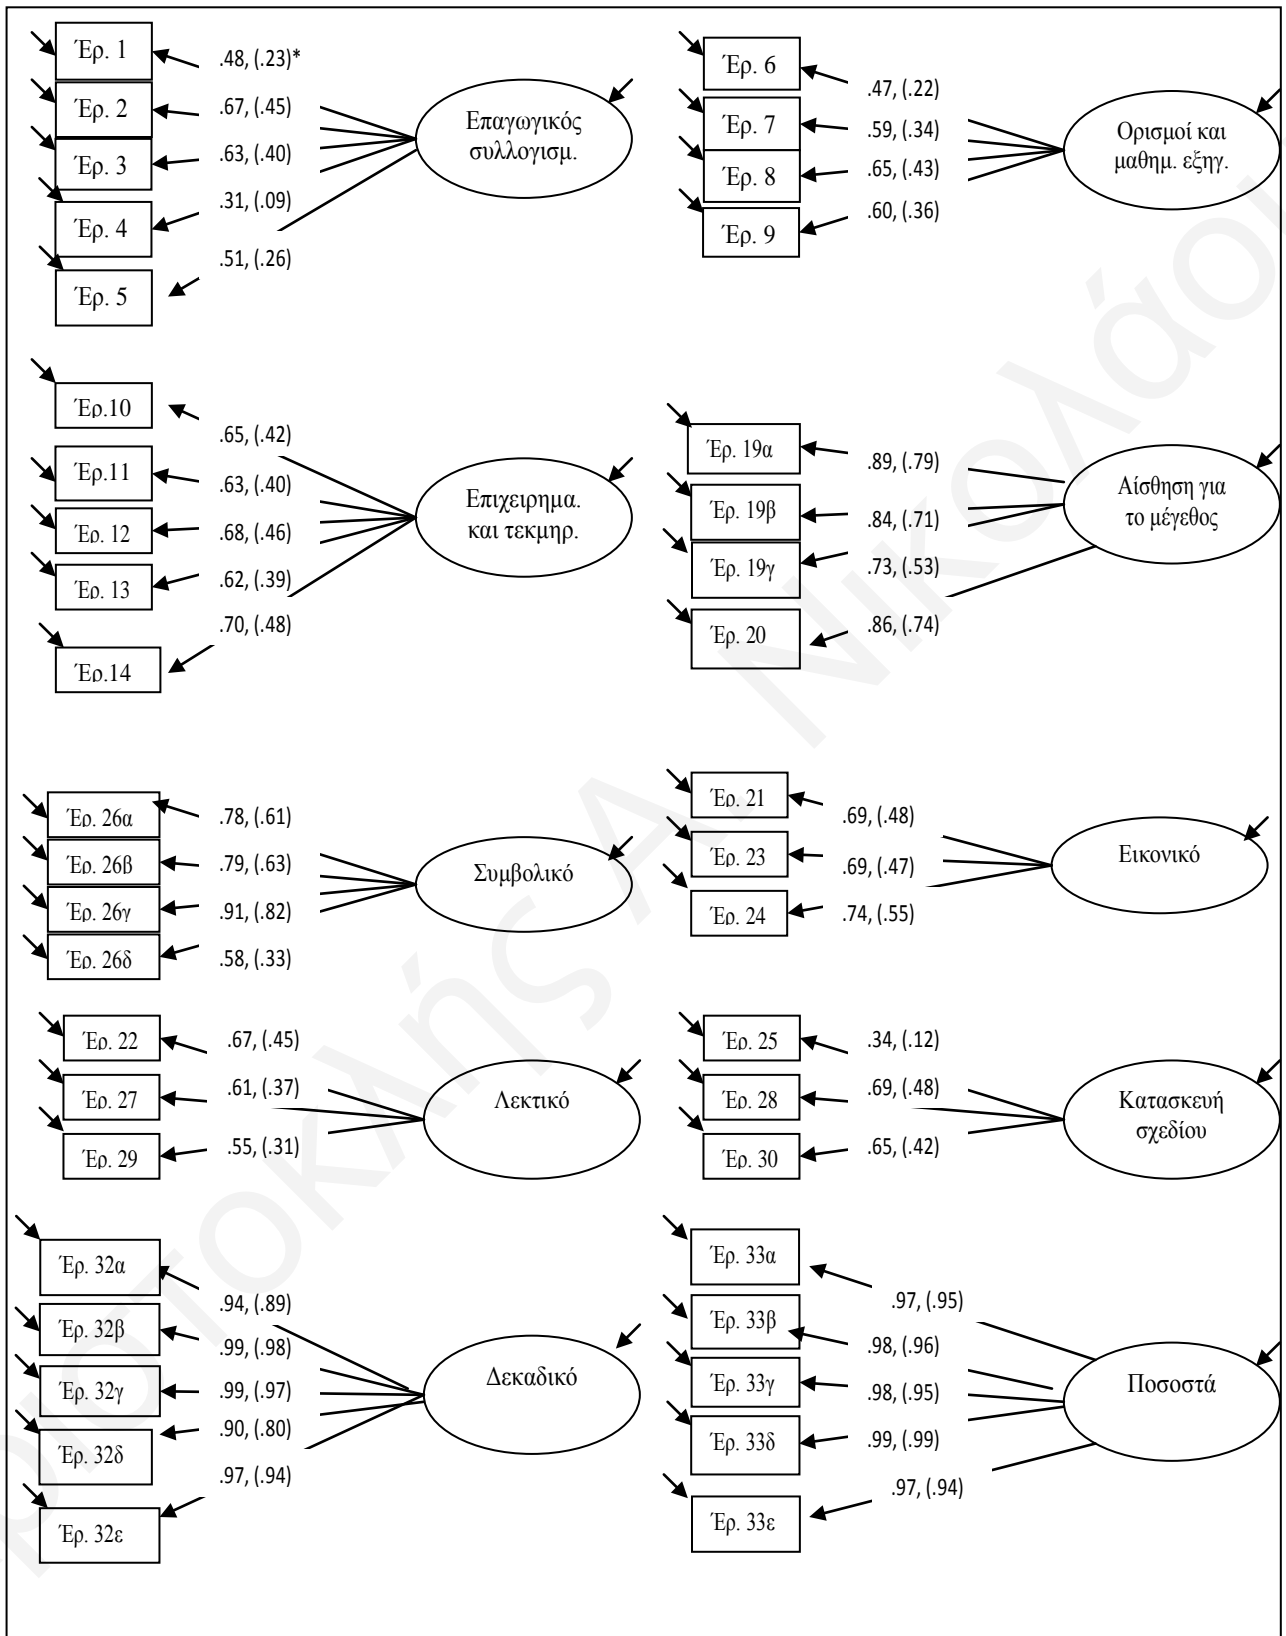 Έρ. 1
.48, (.23)*
Έρ. 2
.67, (.45)
Έρ. 3
.63, (.40)
Έρ. 4
.31, (.09)
Έρ. 5
.51, (.26)
Επαγωγικός
συλλογισμ.
Έρ. 6
.47, (.22)
Έρ. 7
.59, (.34)
Έρ. 8
.65, (.43)
Έρ. 9
.60, (.36)
Ορισμοί και
μαθημ. εξηγ.
Έρ.10
.65, (.42)
Έρ.11
.63, (.40)
Έρ. 12
.68, (.46)
Έρ. 13
.62, (.39)
Έρ.14
.70, (.48)
Επιχειρημα.
και τεκμηρ.
Έρ. 19α
.89, (.79)
Έρ. 19β
.84, (.71)
Έρ. 19γ
.73, (.53)
Έρ. 20
.86, (.74)
Αίσθηση για
το μέγεθος
Έρ. 26α
.78, (.61)
Έρ. 26β
.79, (.63)
Έρ. 26γ
.91, (.82)
Έρ. 26δ
.58, (.33)
Συμβολικό
Έρ. 21
.69, (.48)
Έρ. 23
.69, (.47)
Έρ. 24
.74, (.55)
Εικονικό
Έρ. 22
.67, (.45)
Έρ. 27
.61, (.37)
Έρ. 29
.55, (.31)
Λεκτικό
Έρ. 25
.34, (.12)
Έρ. 28
.69, (.48)
Έρ. 30
.65, (.42)
Κατασκευή
σχεδίου
Έρ. 32α
.94, (.89)
Έρ. 32β
.99, (.98)
Έρ. 32γ
.99, (.97)
Έρ. 32δ
.90, (.80)
Έρ. 32ε
.97, (.94)
Δεκαδικό
Έρ. 33α
.97, (.95)
Έρ. 33β
.98, (.96)
Έρ. 33γ
.98, (.95)
Έρ. 33δ
.99, (.99)
Έρ. 33ε
.97, (.94)
Ποσοστά